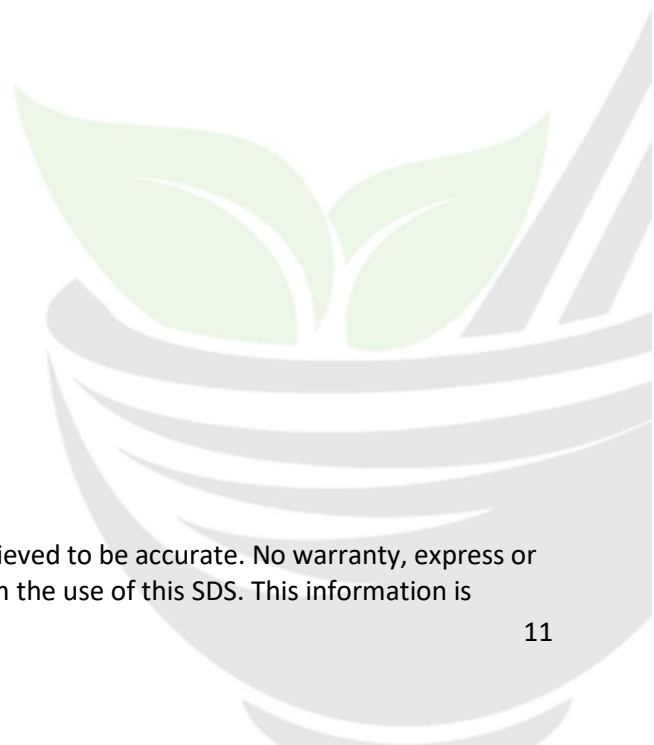 ieved to be accurate. No warranty, express or
the use of this SDS. This information is
11